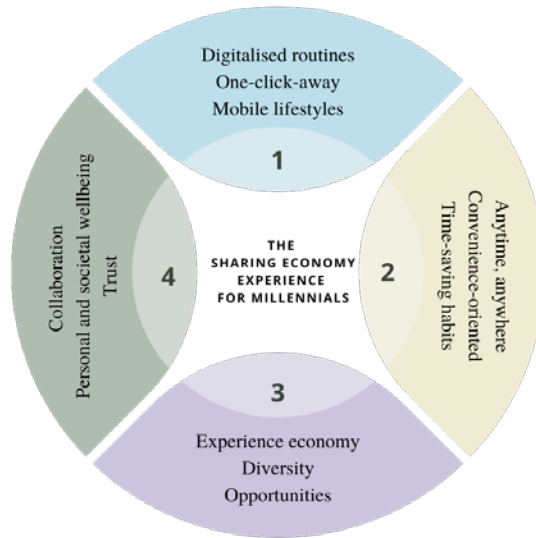 Digitalised routines
One-click-away
Mobile lifestyles
1
Anytime, anywhere
Convenience-oriented
Time-saving habits
2
THE
SHARING ECONOMY
EXPERIENCE
FOR MILLENNIALS
3
Experience economy
Diversity
Opportunities
4
Collaboration
Personal and societal wellbeing
Trust